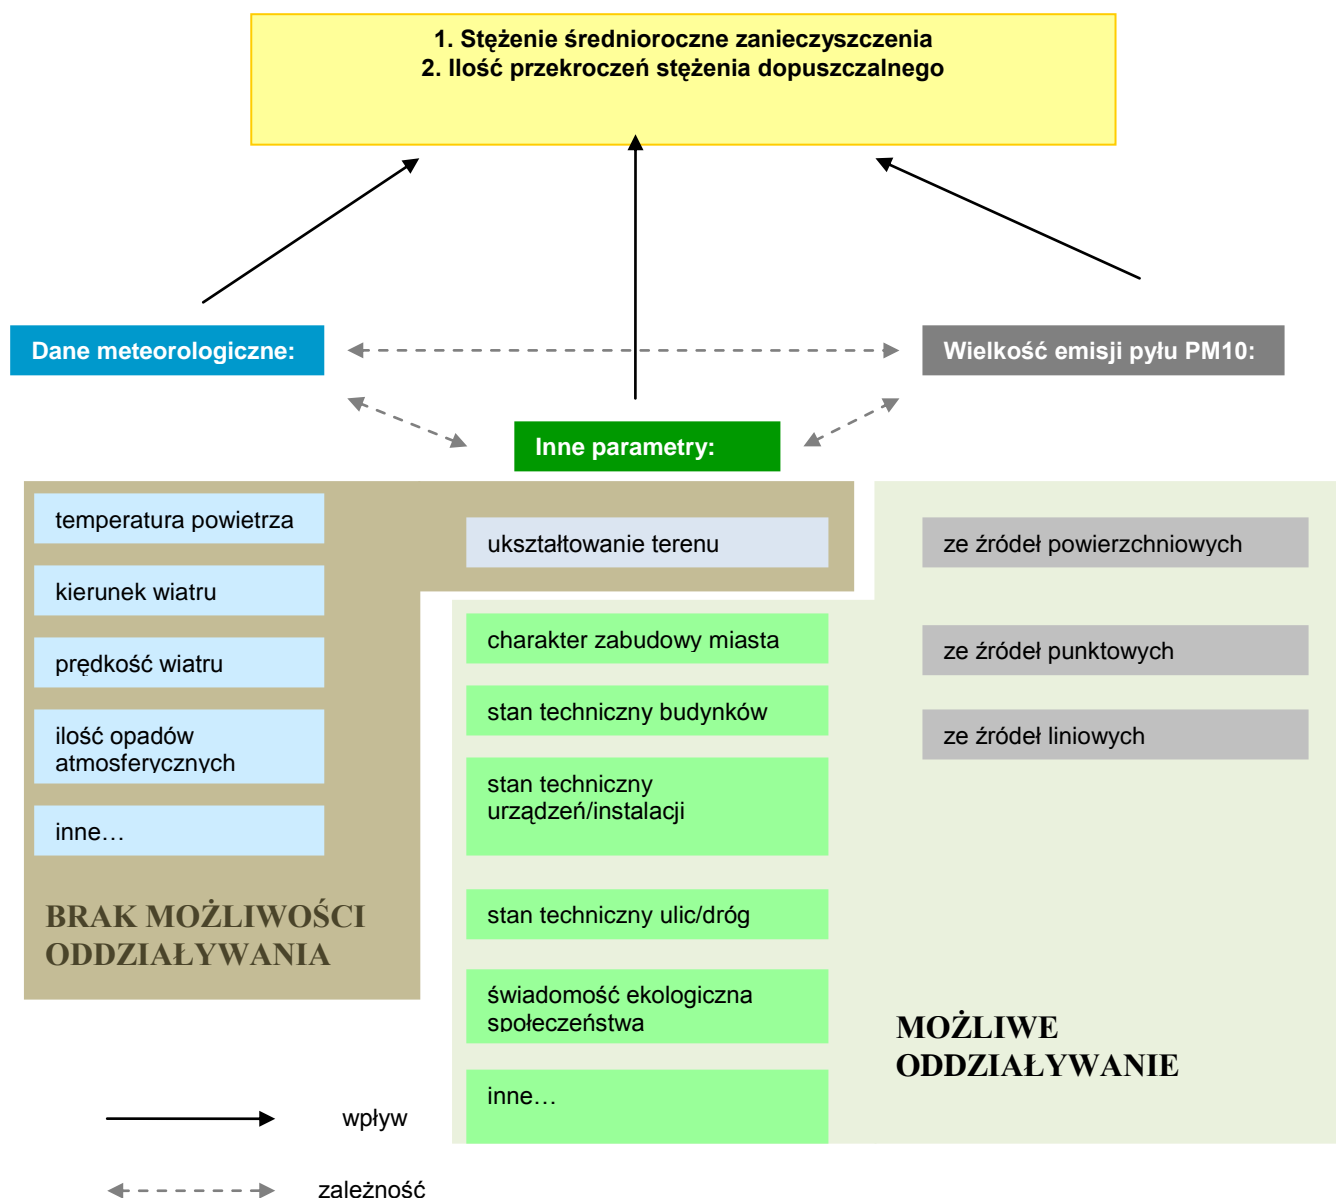 1. Stężenie średnioroczne zanieczyszczenia
2. Ilość przekroczeń stężenia dopuszczalnego
Dane meteorologiczne:
Wielkość emisji pyłu PM10:
Inne parametry:
temperatura powietrza
kierunek wiatru
prędkość wiatru
ilość opadów
atmosferycznych
inne…
BRAK MOŻLIWOŚCI
ODDZIAŁYWANIA
ukształtowanie terenu
charakter zabudowy miasta
stan techniczny budynków
stan techniczny
urządzeń/instalacji
stan techniczny ulic/dróg
świadomość ekologiczna
społeczeństwa
inne…
ze źródeł powierzchniowych
ze źródeł punktowych
ze źródeł liniowych
MOŻLIWE
ODDZIAŁYWANIE
wpływ
zależność